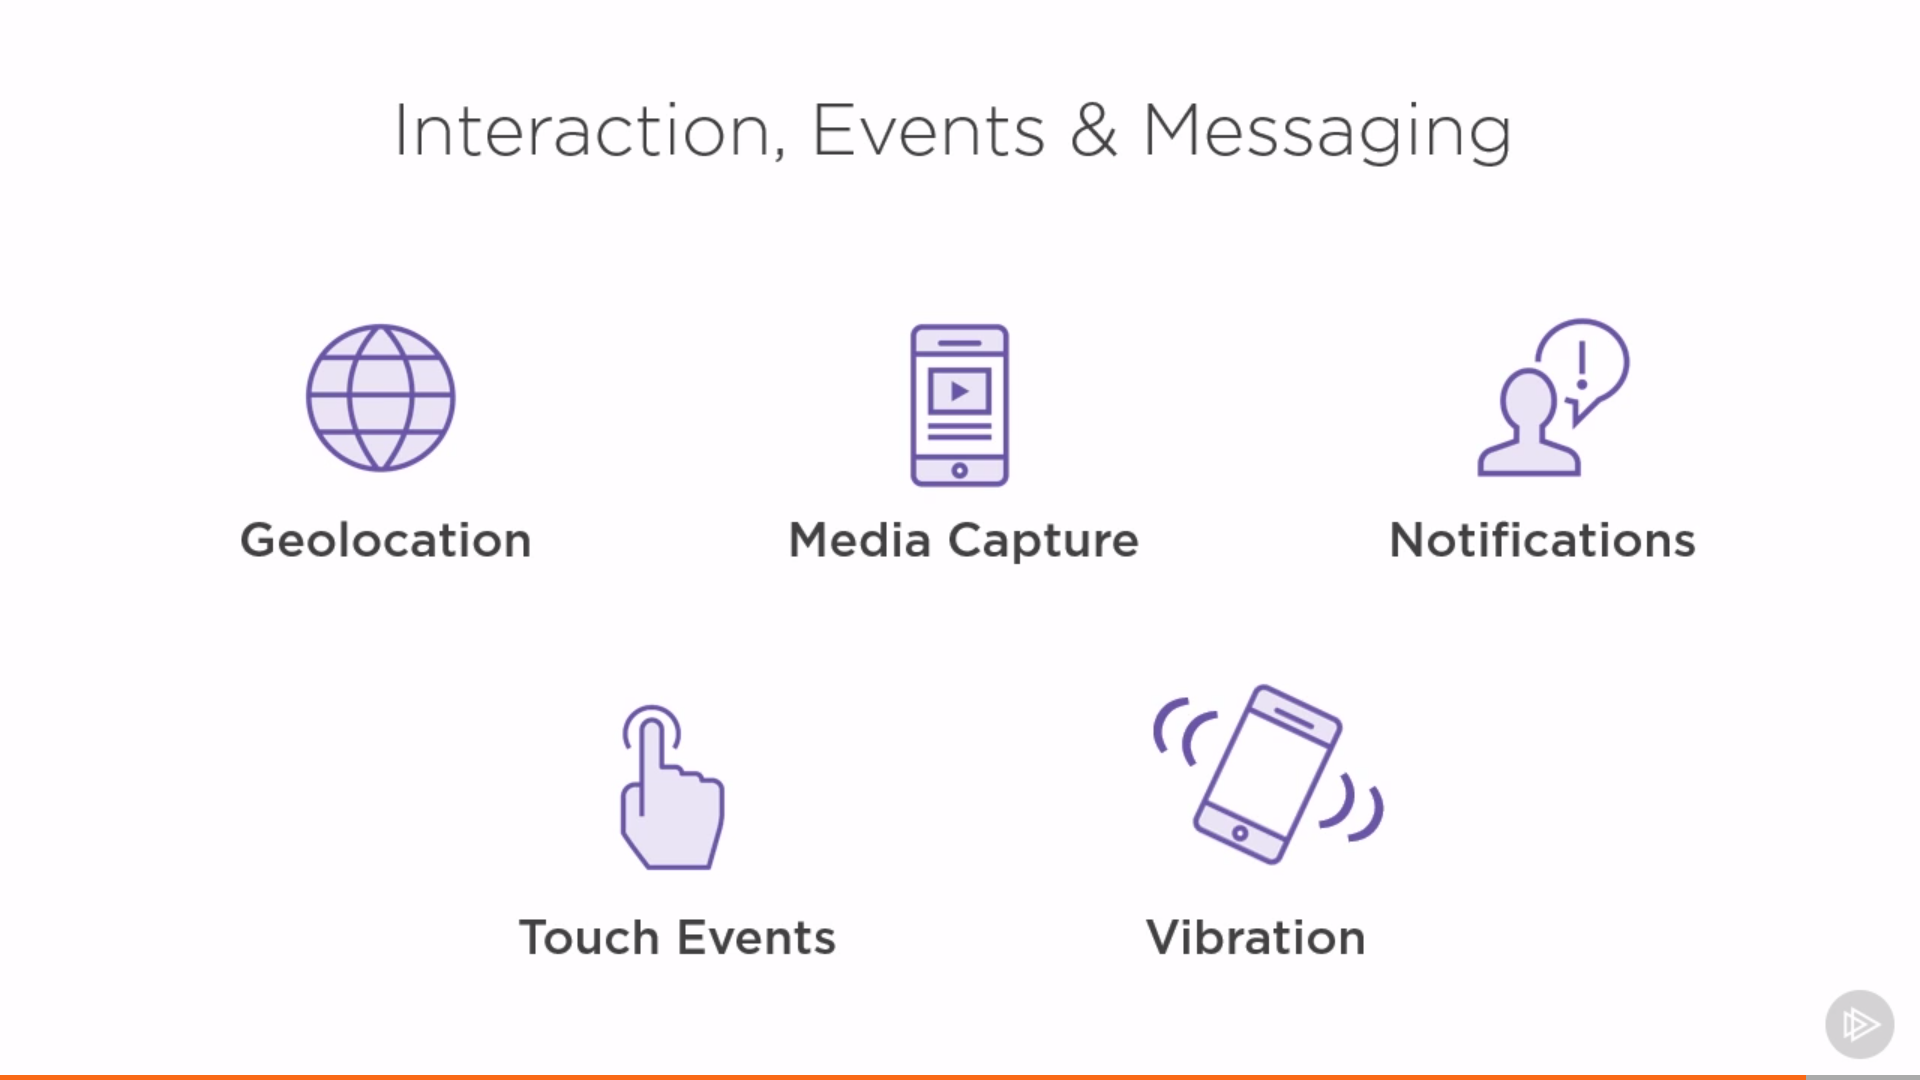 Interaction, Events & Messaging
Geolocation
Media Capture
Notifications
Touch Events
Vibration